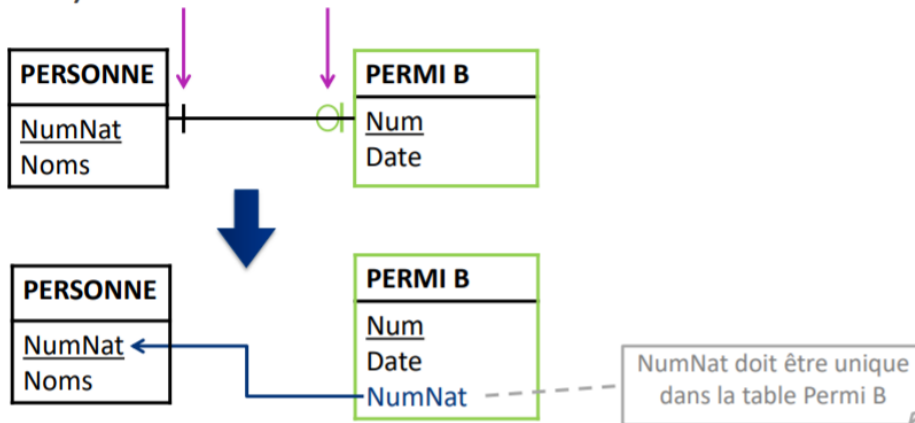 PERSONNE
NumNat
Noms
PERMI B
Num
Date
PERSONNE
NumNat
Noms
PERMI B
Num
Date
NumNat
NumNat doit être unique
dans la table Permi B